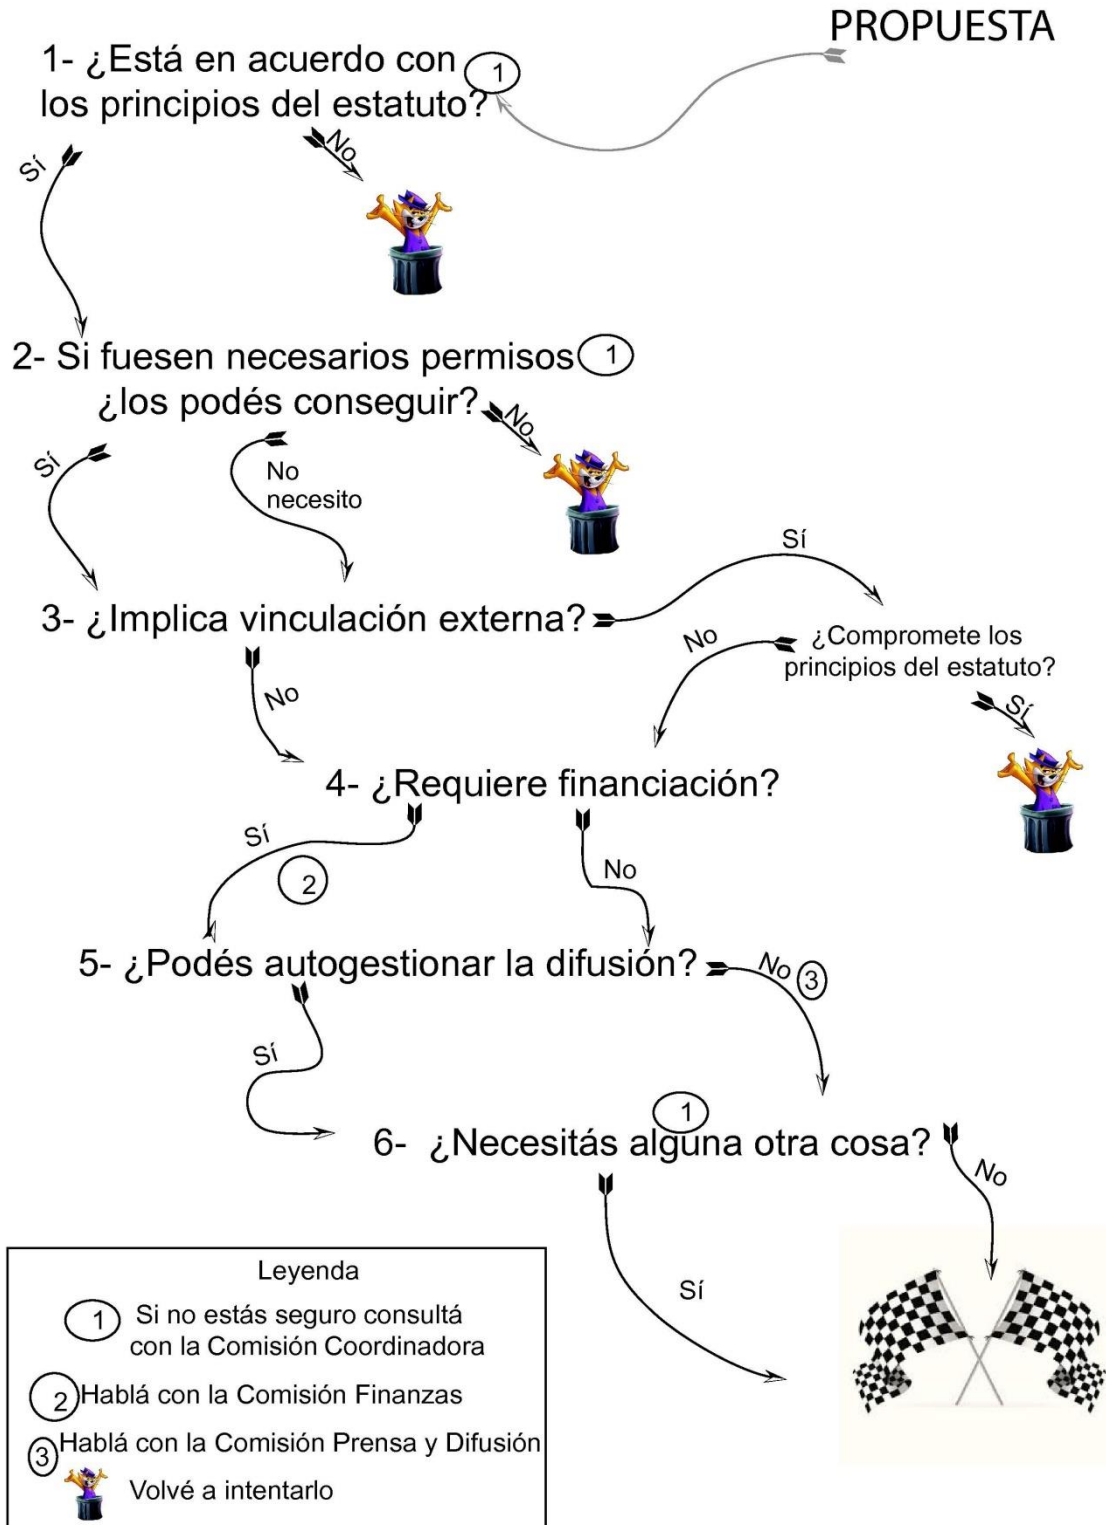 PROPUESTA
1- ¿Está en acuerdo con
los principios del estatuto?
1
Sí
No
2- Si fuesen necesarios permisos
1
¿los podés conseguir?
No
Sí
No
necesito
3- ¿Implica vinculación externa?
Sí
¿Compromete los
principios del estatuto?
No
Sí
No
4- ¿Requiere financiación?
Sí
2
No
5- ¿Podés autogestionar la difusión?
No
3
Sí
1
6- ¿Necesitás alguna otra cosa?
No
Sí
Leyenda
1
Si no estás seguro consultá
con la Comisión Coordinadora
2
Hablá con la Comisión Finanzas
3
Hablá con la Comisión Prensa y Difusión
Volvé a intentarlo